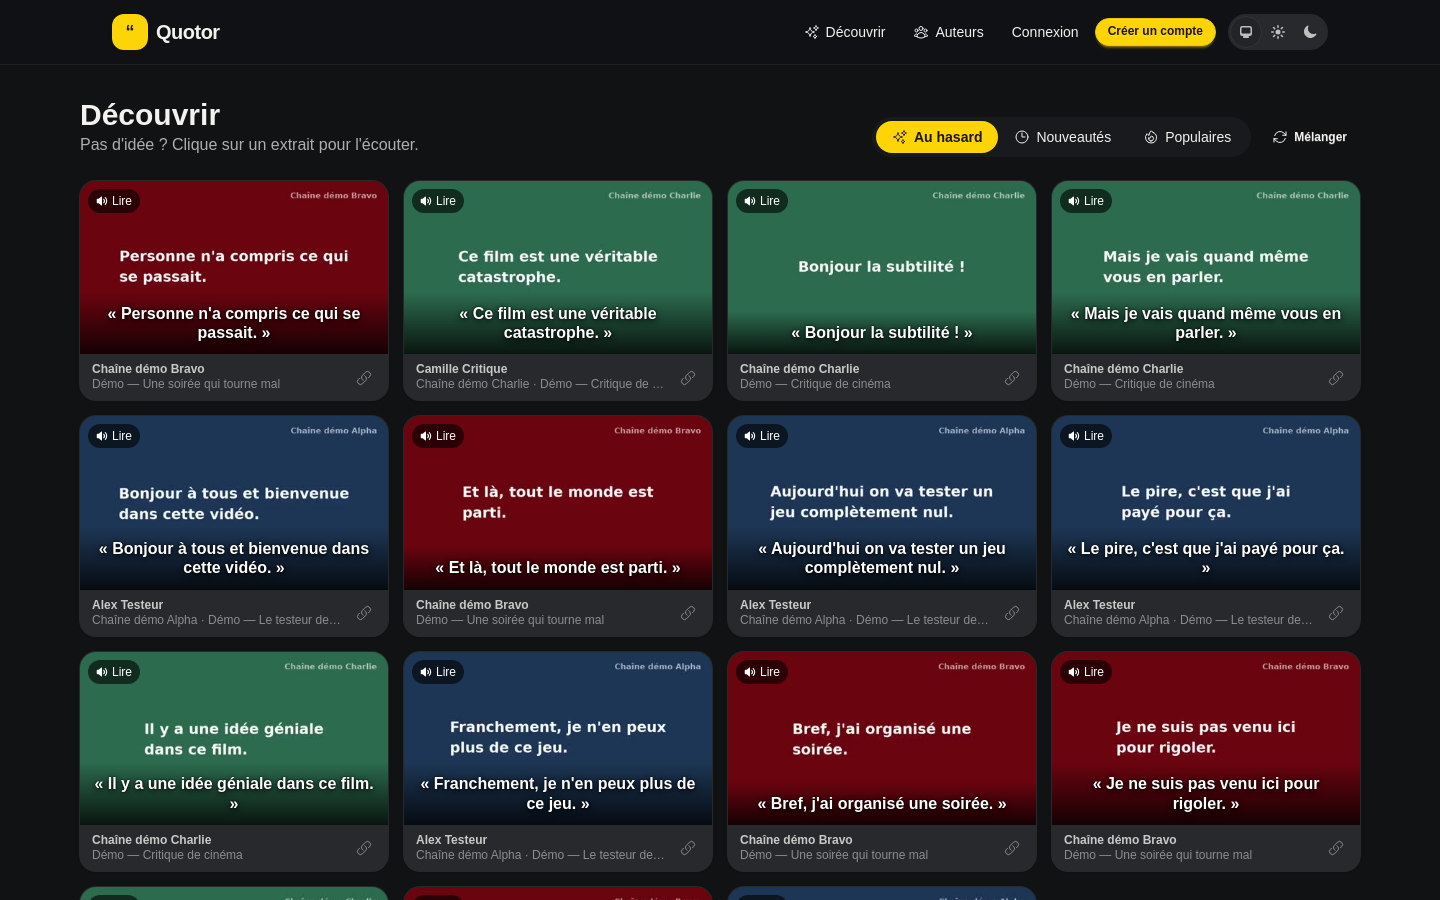 “ Quotor
Découvrir Auteurs Connexion Créer un compte
Découvrir
Pas d'idée ? Clique sur un extrait pour l'écouter.
Au hasard Nouveautés Populaires Mélanger
Lire
Chaîne démo Bravo
Personne n'a compris ce qui
se passait.
« Personne n'a compris ce qui se
passait. »
Chaîne démo Bravo
Démo — Une soirée qui tourne mal
Lire
Chaîne démo Charlie
Ce film est une véritable
catastrophe.
« Ce film est une véritable
catastrophe. »
Camille Critique
Chaîne démo Charlie · Démo — Critique de …
Lire
Chaîne démo Charlie
Bonjour la subtilité !
« Bonjour la subtilité ! »
Chaîne démo Charlie
Démo — Critique de cinéma
Lire
Chaîne démo Charlie
Mais je vais quand même
vous en parler.
« Mais je vais quand même vous en
parler. »
Chaîne démo Charlie
Démo — Critique de cinéma
Lire
Chaîne démo Alpha
Bonjour à tous et bienvenue
dans cette vidéo.
« Bonjour à tous et bienvenue dans
cette vidéo. »
Alex Testeur
Chaîne démo Alpha · Démo — Le testeur de…
Lire
Chaîne démo Bravo
Et là, tout le monde est
parti.
« Et là, tout le monde est parti. »
Chaîne démo Bravo
Démo — Une soirée qui tourne mal
Lire
Chaîne démo Alpha
Aujourd'hui on va tester un
jeu complètement nul.
« Aujourd'hui on va tester un jeu
complètement nul. »
Alex Testeur
Chaîne démo Alpha · Démo — Le testeur de…
Lire
Chaîne démo Alpha
Le pire, c'est que j'ai
payé pour ça.
« Le pire, c'est que j'ai payé pour ça.
»
Alex Testeur
Chaîne démo Alpha · Démo — Le testeur de…
Lire
Chaîne démo Charlie
Il y a une idée géniale
dans ce film.
« Il y a une idée géniale dans ce film.
»
Chaîne démo Charlie
Démo — Critique de cinéma
Lire
Chaîne démo Alpha
Franchement, je n'en peux
plus de ce jeu.
« Franchement, je n'en peux plus de
ce jeu. »
Alex Testeur
Chaîne démo Alpha · Démo — Le testeur de…
Lire
Chaîne démo Bravo
Bref, j'ai organisé une
soirée.
« Bref, j'ai organisé une soirée. »
Chaîne démo Bravo
Démo — Une soirée qui tourne mal
Lire
Chaîne démo Bravo
Je ne suis pas venu ici
pour rigoler.
« Je ne suis pas venu ici pour
rigoler. »
Chaîne démo Bravo
Démo — Une soirée qui tourne mal